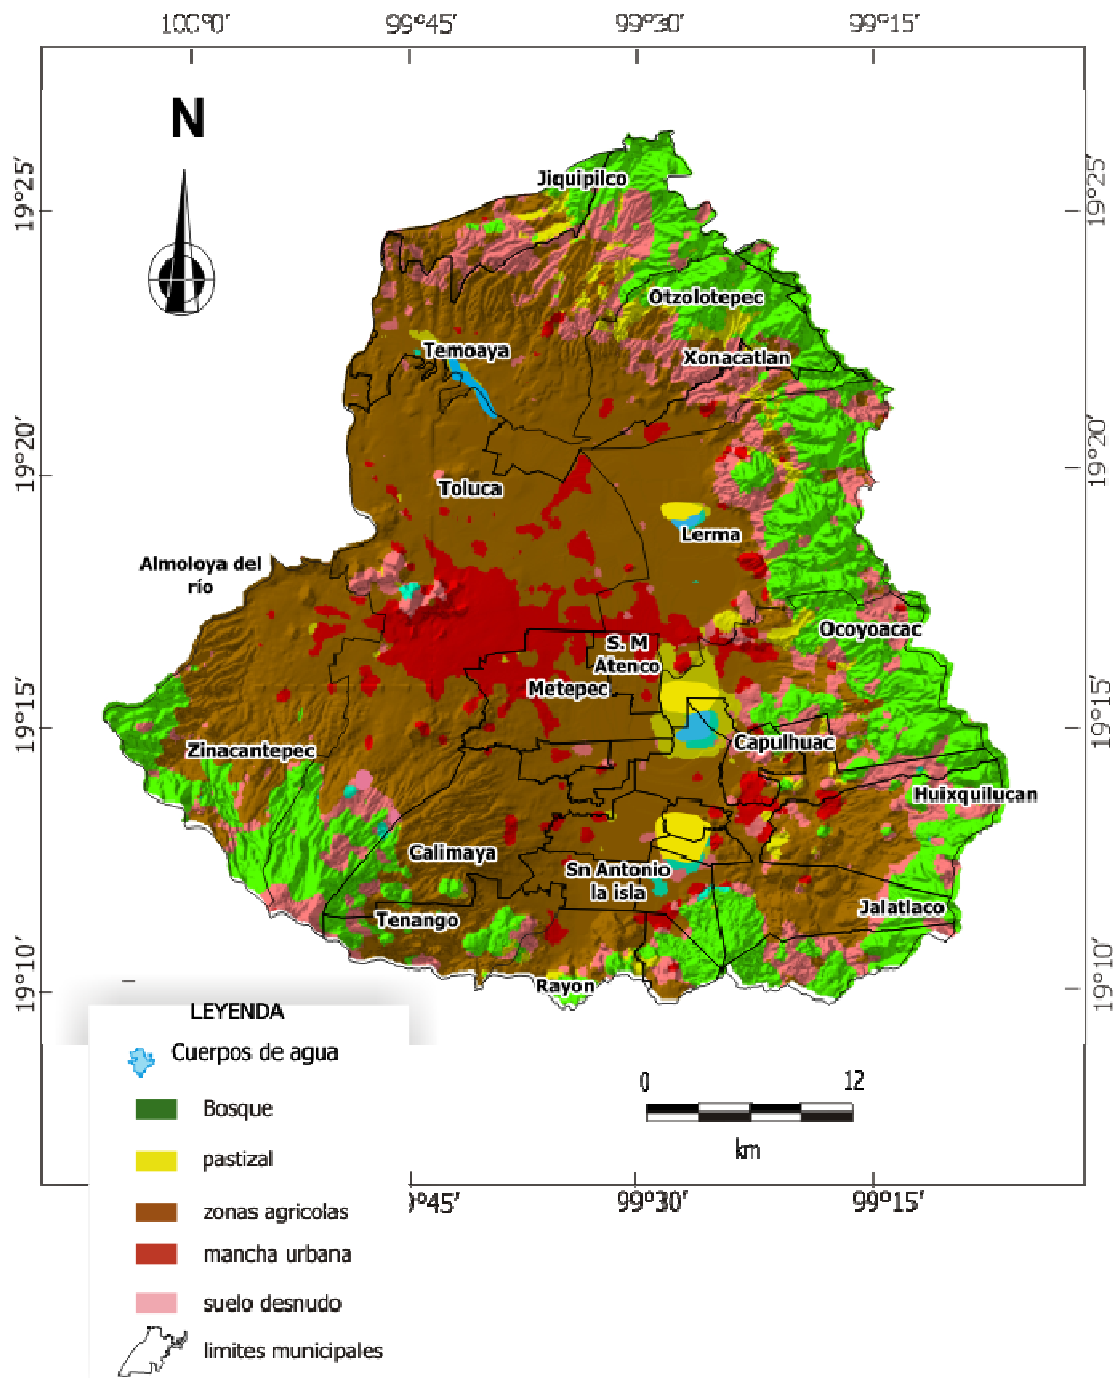 100°0′ 99°45′ 99°30′ 99°15′
N
19°25′ 19°25′
Jiquipilco
Otzolotepec
Temoaya
Xonacatlan
19°20′ 19°20′
Toluca
Lerma
Almoloya del
río
Ocoyoacac
S. M
Atenco
Metepec
19°15′ 19°15′
Zinacantepec
Capulhuac
Huixquilucan
Calimaya
Sn Antonio
la isla
Jalatlaco
Tenango
19°10′ 19°10′
Rayon
LEYENDA
Cuerpos de agua
Bosque
pastizal
zonas agricolas
mancha urbana
suelo desnudo
limites municipales
0 12
km
9°45′ 99°30′ 99°15′